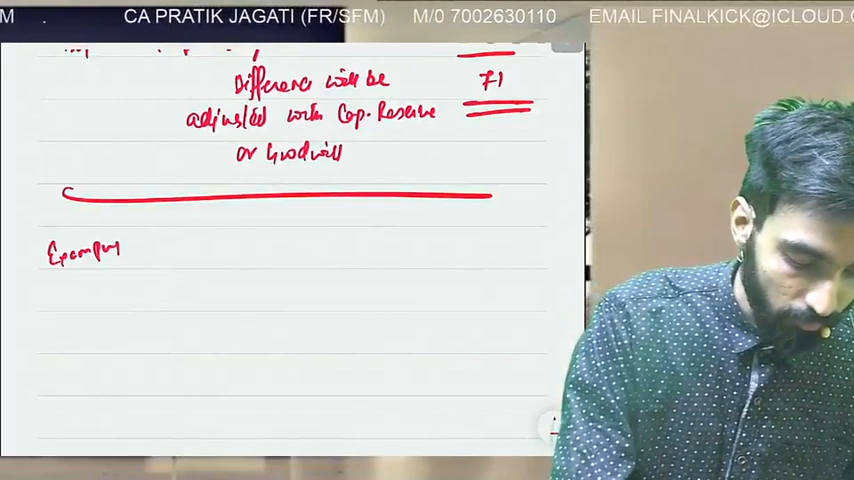 M . CA PRATIK JAGATI (FR/SFM) M/0 7002630110 EMAIL FINALKICK@ICLOUD.C
Difference will be 71
adjusted with Cap. Reserve
or Goodwill
Example